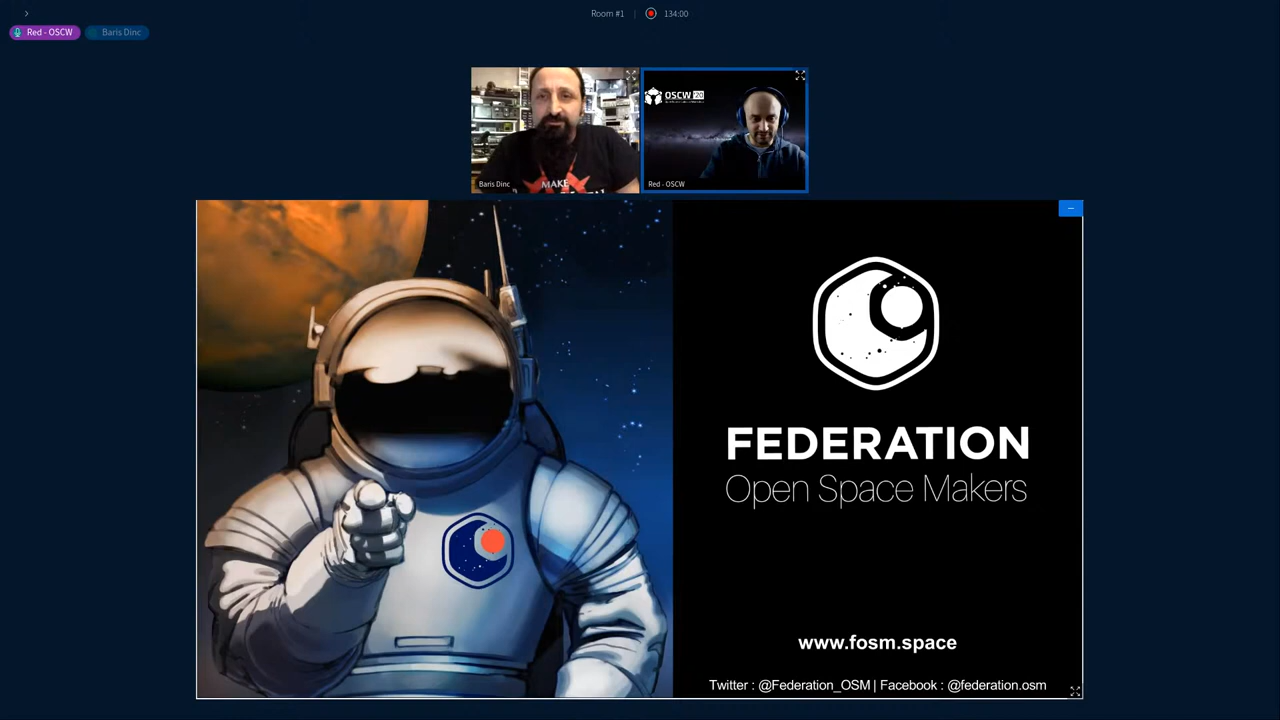 Room #1 | 134:00
Red - OSCW Baris Dinc
OSCW '20
Baris Dinc
MAKE
Red - OSCW
FEDERATION
Open Space Makers
www.fosm.space
Twitter : @Federation_OSM | Facebook : @federation.osm